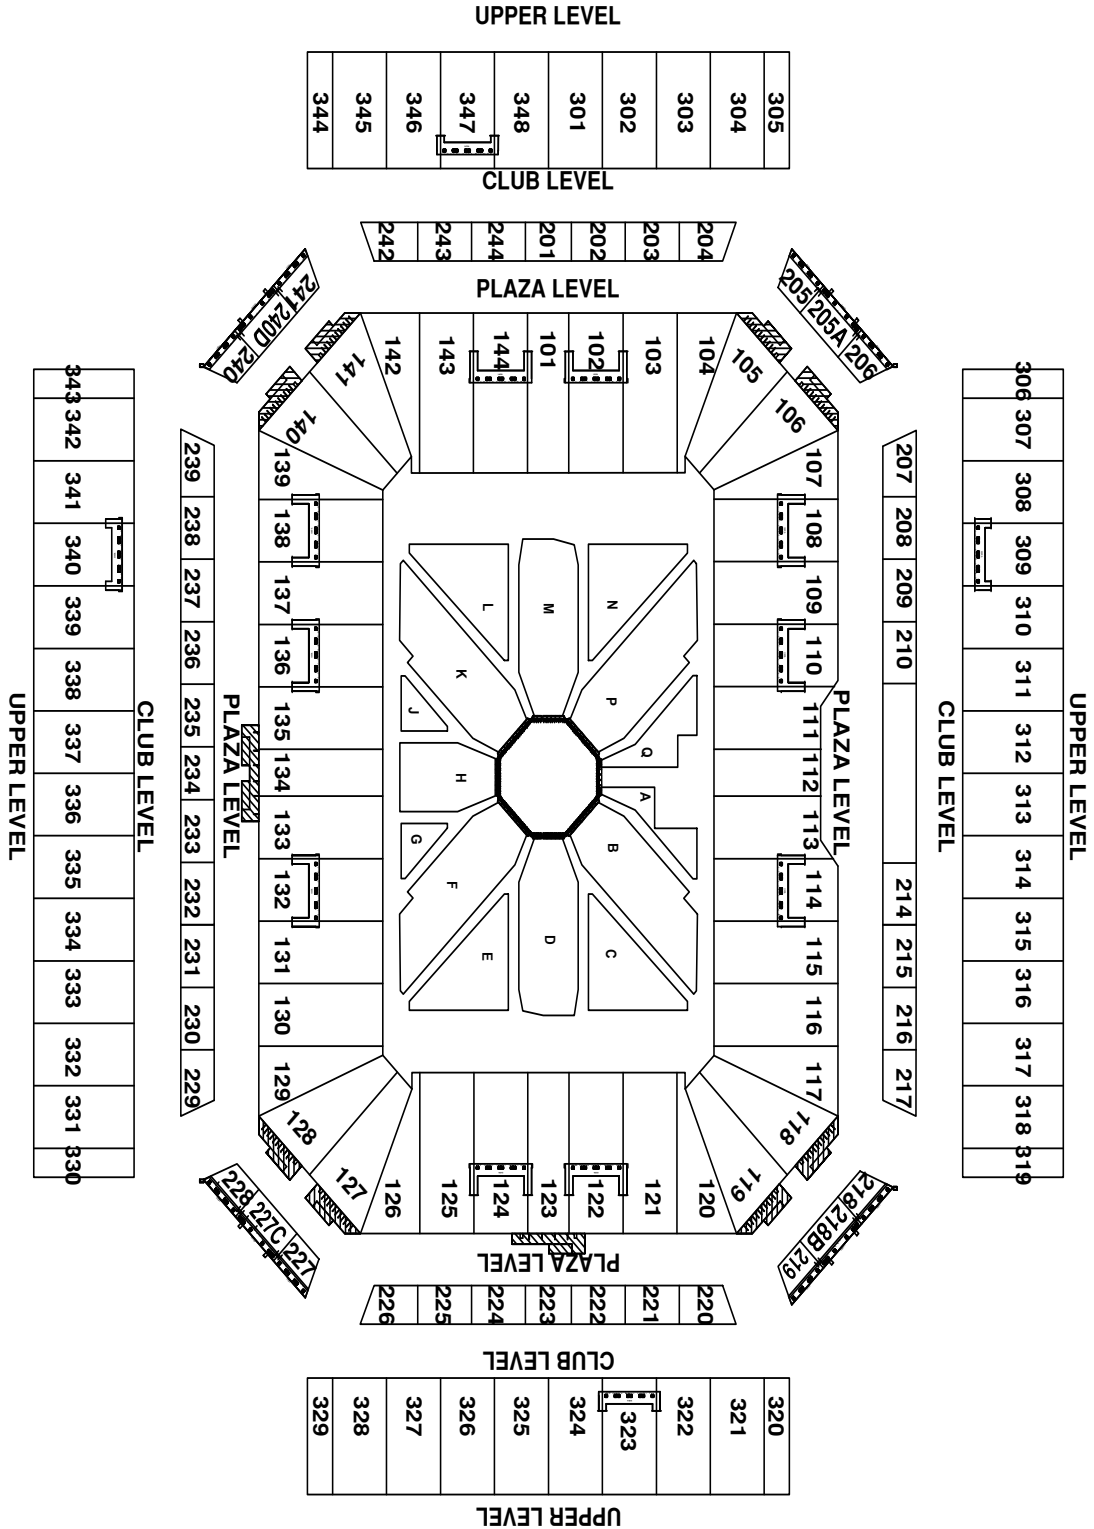 UPPER LEVEL
344 345 346 347 348 301 302 303 304 305
CLUB LEVEL
242 243 244 201 202 203 204
PLAZA LEVEL
241 240D 240
205 205A 206
142 143 144 101 102 103 104
141 140
105 106
343 342 341 340 339 338 337 336 335 334 333 332 331 330
UPPER LEVEL
CLUB LEVEL
239 238 237 236 235 234 233 232 231 230 229
PLAZA LEVEL
139 138 137 136 135 134 133 132 131 130 129
L M N
K P
J Q
H A
G B
F
E D C
107 108 109 110 111 112 113 114 115 116 117
PLAZA LEVEL
207 208 209 210 214 215 216 217
CLUB LEVEL
306 307 308 309 310 311 312 313 314 315 316 317 318 319
UPPER LEVEL
128 127
118 119
126 125 124 123 122 121 120
228 227C 227
218 218B 219
PLAZA LEVEL
226 225 224 223 222 221 220
CLUB LEVEL
329 328 327 326 325 324 323 322 321 320
UPPER LEVEL